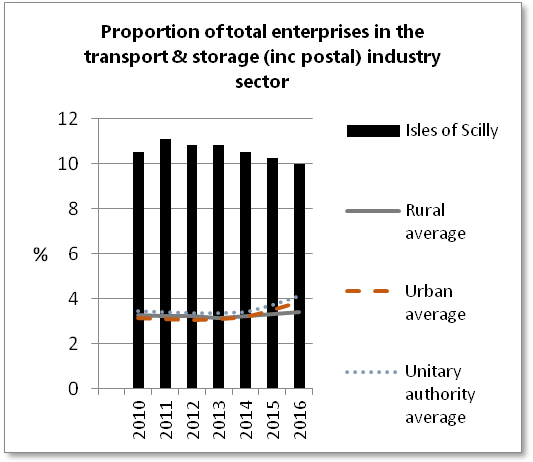 Proportion of total enterprises in the
transport & storage (inc postal) industry
sector
12
10
8
6
4
2
0
%
2010
2011
2012
2013
2014
2015
2016
Isles of Scilly
Rural
average
Urban
average
Unitary
authority
average